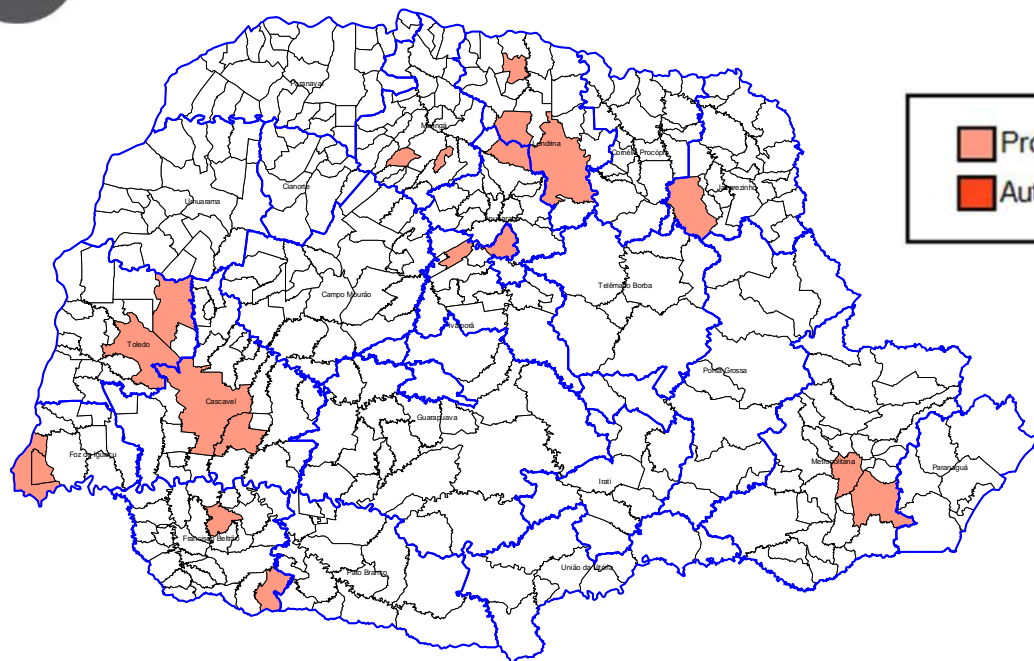 Paranavaí
Maringá
Londrina
Cornélio Procópio
Jacarezinho
Cianorte
Umuarama
Apucarana
Campo Mourão
Telêmaco Borba
Ivaiporã
Toledo
Ponta Grossa
Cascavel
Guarapuava
Foz do Iguaçu
Metropolitana
Paranaguá
Irati
Francisco Beltrão
Pato Branco
União da Vitória
Pro
Aut